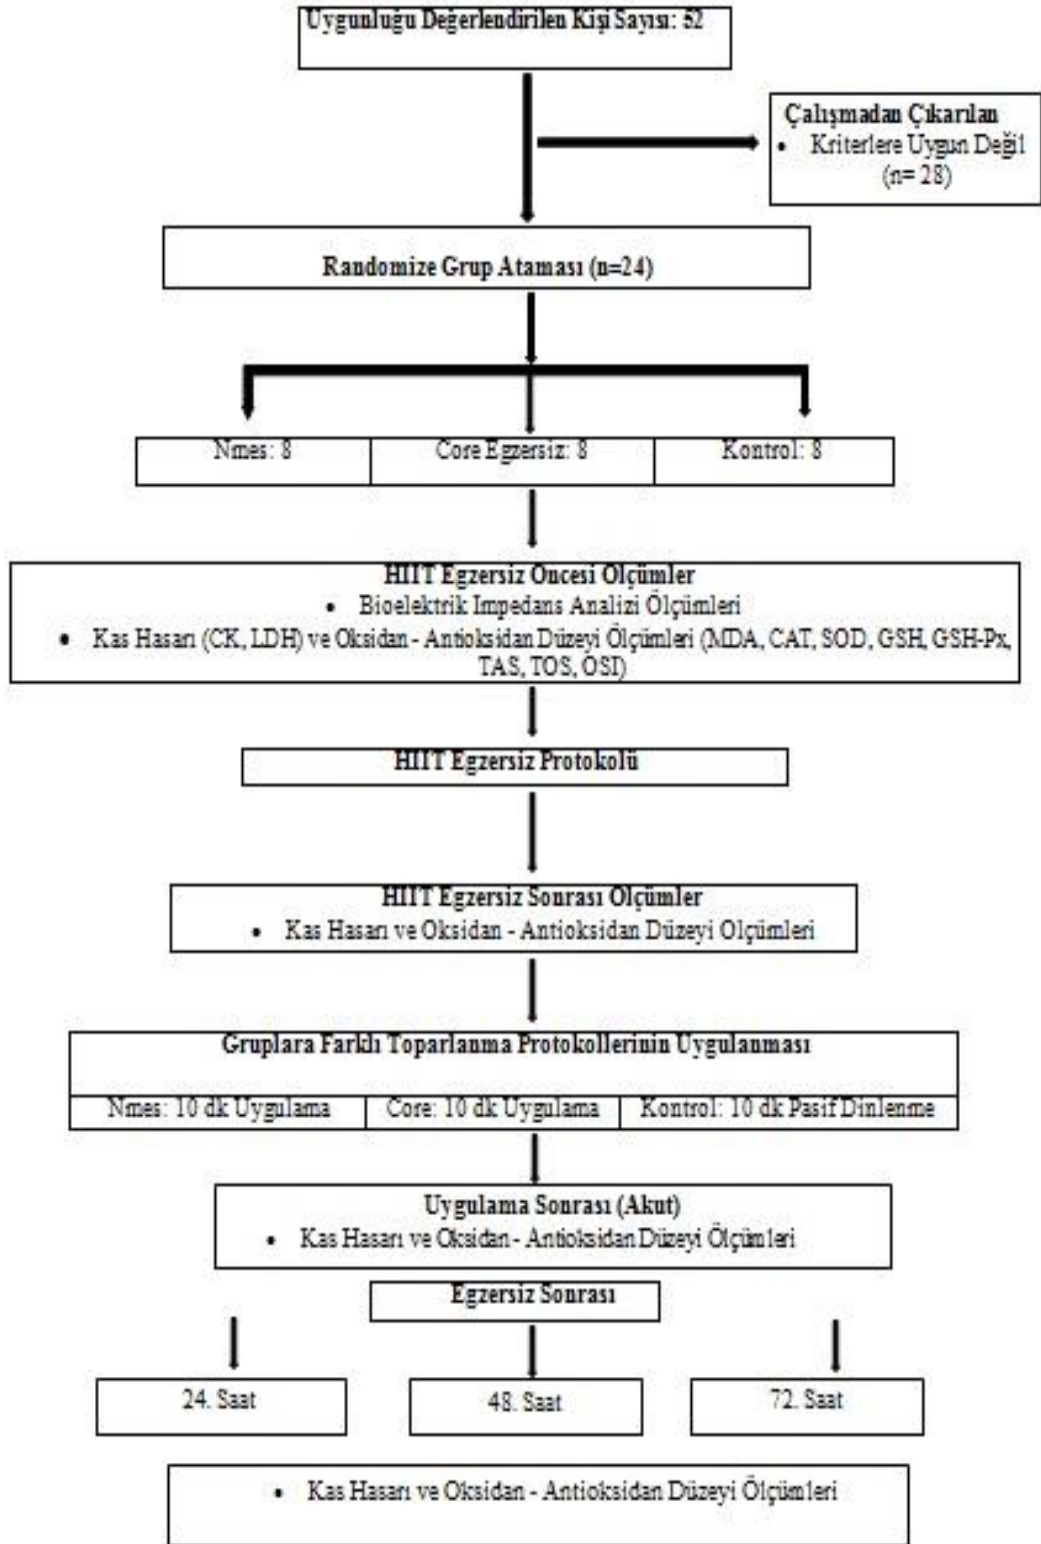 Uygunluğu Değerlendirilen Kişi Sayısı: 52
Çalışmadan Çıkarılan
• Kriterlere Uygun Değil
(n= 28)
Randomize Grup Ataması (n=24)
Nmes: 8
Core Egzersiz: 8
Kontrol: 8
HIIT Egzersiz Öncesi Ölçümler
• Bioelektrik Impedans Analizi Ölçümleri
• Kas Hasarı (CK, LDH) ve Oksidan - Antioksidan Düzeyi Ölçümleri (MDA, CAT, SOD, GSH, GSH-Px,
TAS, TOS, OSI)
HIIT Egzersiz Protokolü
HIIT Egzersiz Sonrası Ölçümler
• Kas Hasarı ve Oksidan - Antioksidan Düzeyi Ölçümleri
Gruplara Farklı Toparlanma Protokollerinin Uygulanması
Nmes: 10 dk Uygulama
Core: 10 dk Uygulama
Kontrol: 10 dk Pasif Dinlenme
Uygulama Sonrası (Akut)
• Kas Hasarı ve Oksidan - Antioksidan Düzeyi Ölçümleri
Egzersiz Sonrası
24. Saat
48. Saat
72. Saat
• Kas Hasarı ve Oksidan - Antioksidan Düzeyi Ölçümleri